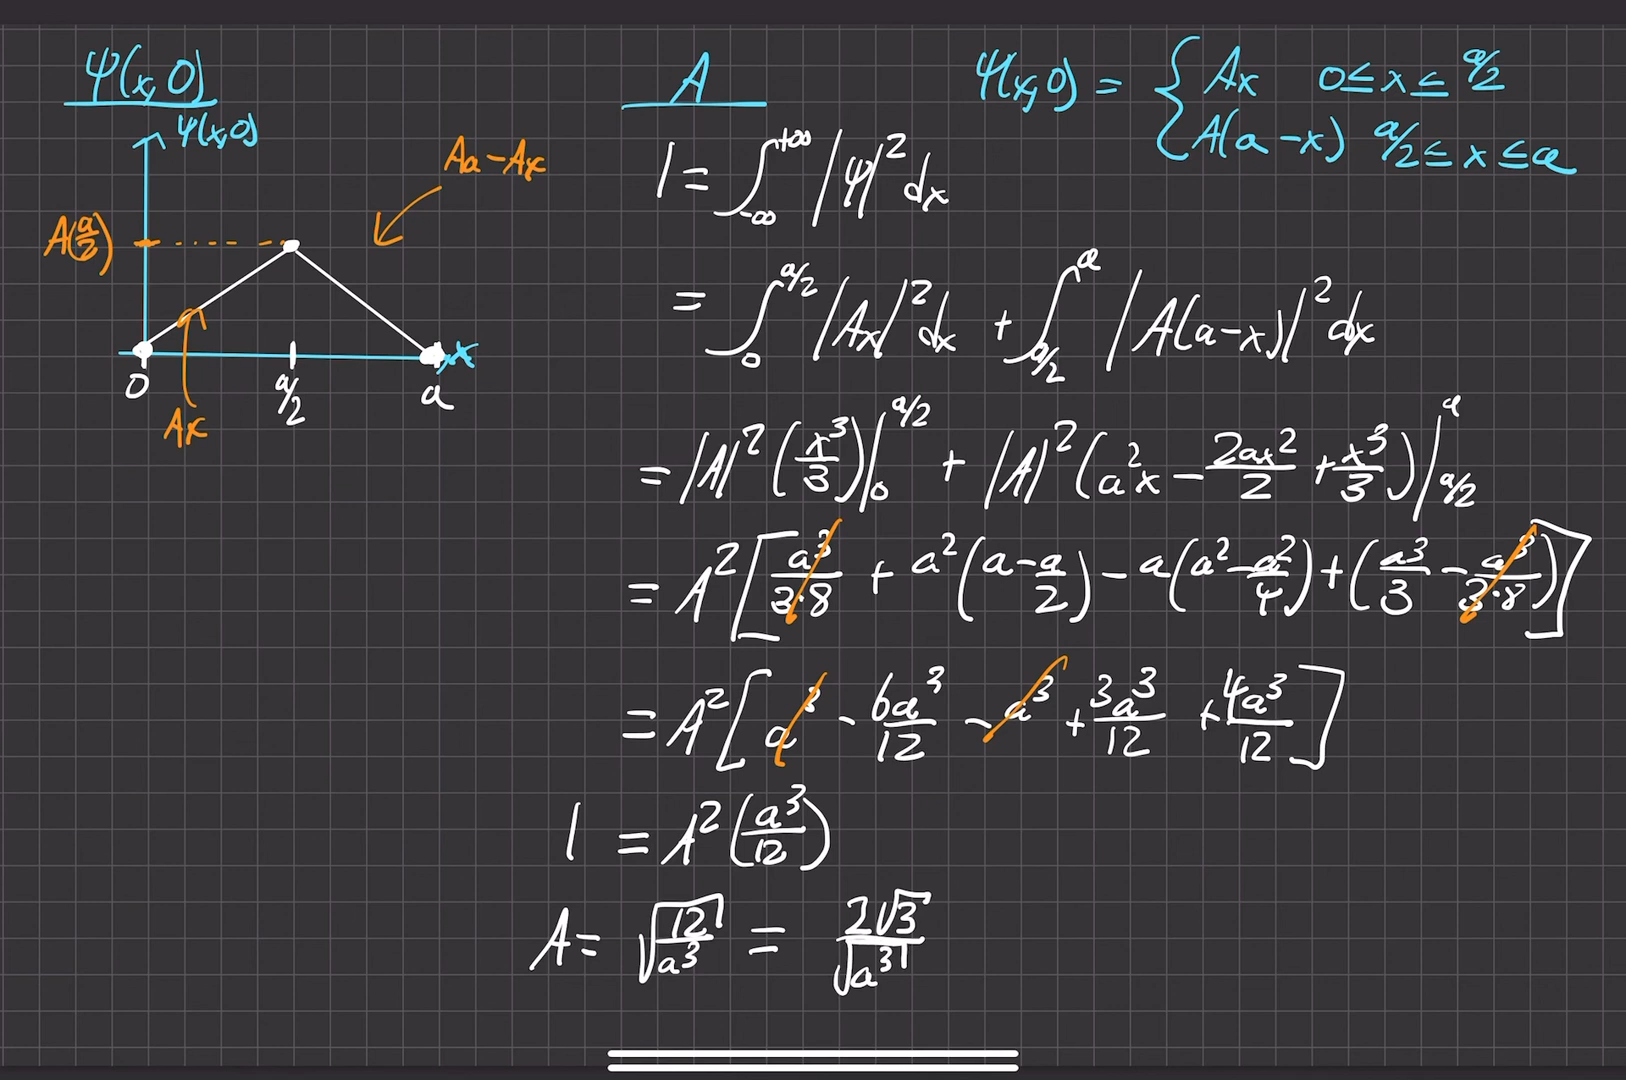 Ψ(x,0)
Ψ(x,0)
Aa-Ax
A(a/2)
0
a/2
a
x
Ax
A
1 = ∫_{-∞}^{+∞} |Ψ|² dx
= ∫_0^{a/2} |Ax|² dx + ∫_{a/2}^a |A(a-x)|² dx
= |A|² (x³/3)|_0^{a/2} + |A|² (a²x - 2ax²/2 + x³/3)|_{a/2}^a
= A² [a³/3·8 + a²(a - a/2) - a(a² - a²/4) + (a³/3 - a³/3·8)]
= A² [a³ - 6a³/12 - a³ + 3a³/12 + 4a³/12]
1 = A² (a³/12)
A = √(12/a³) = 2√3/√a³
Ψ(x,0) = { Ax 0 ≤ x ≤ a/2
A(a-x) a/2 ≤ x ≤ a